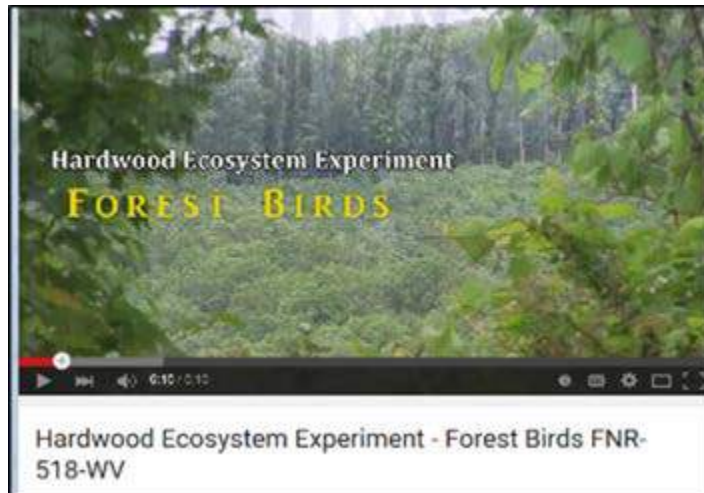 Hardwood Ecosystem Experiment
FOREST BIRDS
Hardwood Ecosystem Experiment - Forest Birds FNR-
518-WV